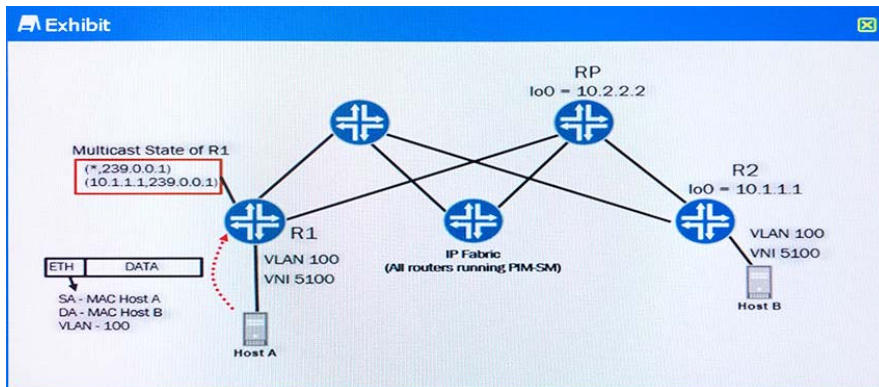 Exhibit
RP
lo0 = 10.2.2.2
Multicast State of R1
(*,239.0.0.1)
(10.1.1.1,239.0.0.1)
R2
lo0 = 10.1.1.1
R1
VLAN 100
VNI 5100
IP Fabric
(All routers running PIM-SM)
VLAN 100
VNI 5100
ETH DATA
SA - MAC Host A
DA - MAC Host B
VLAN - 100
Host A
Host B